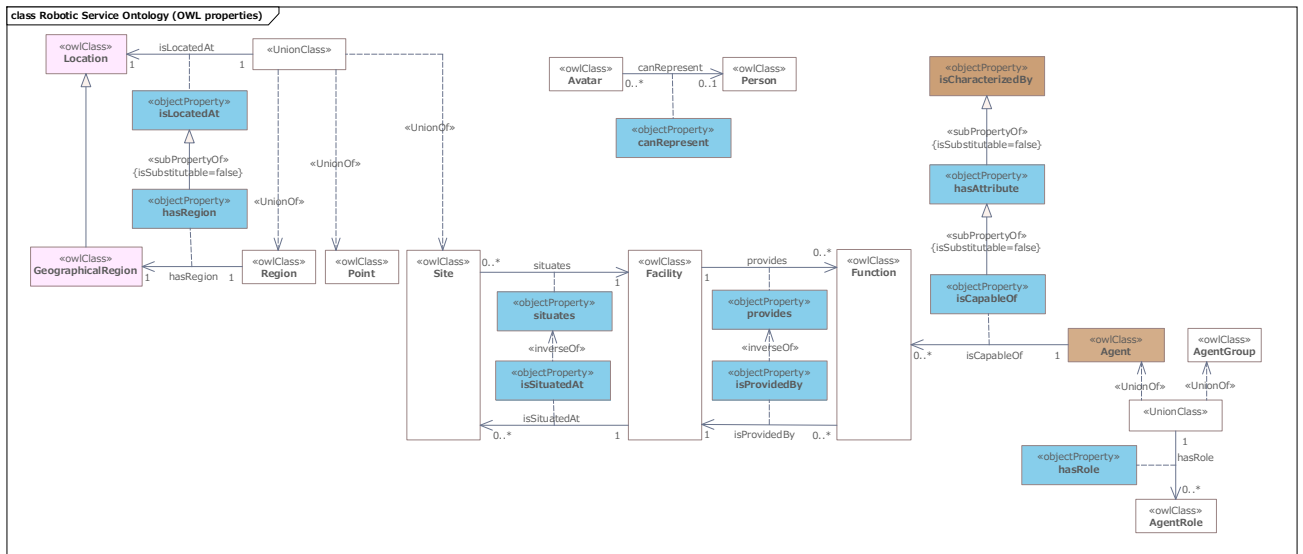 class Robotic Service Ontology (OWL properties)
«owlClass»
Location
isLocatedAt
1
1
«UnionClass»
«objectProperty»
isLocatedAt
«subPropertyOf»
{isSubstitutable=false}
«objectProperty»
hasRegion
«owlClass»
GeographicalRegion
1
hasRegion
1
«UnionOf»
«UnionOf»
«UnionOf»
«owlClass»
Region
«owlClass»
Point
«owlClass»
Site
«owlClass»
Avatar
canRepresent
0..*
0..1
«owlClass»
Person
«objectProperty»
canRepresent
0..*
situates
1
«objectProperty»
situates
«inverseOf»
«objectProperty»
isSituatedAt
isSituatedAt
0..*
1
«owlClass»
Facility
provides
1
0..*
«objectProperty»
provides
«inverseOf»
«objectProperty»
isProvidedBy
1
isProvidedBy
0..*
«owlClass»
Function
«objectProperty»
isCharacterizedBy
«subPropertyOf»
{isSubstitutable=false}
«objectProperty»
hasAttribute
«subPropertyOf»
{isSubstitutable=false}
«objectProperty»
isCapableOf
0..*
isCapableOf
1
«owlClass»
Agent
«owlClass»
AgentGroup
«UnionOf»
«UnionOf»
«UnionClass»
1
hasRole
«objectProperty»
hasRole
0..*
«owlClass»
AgentRole